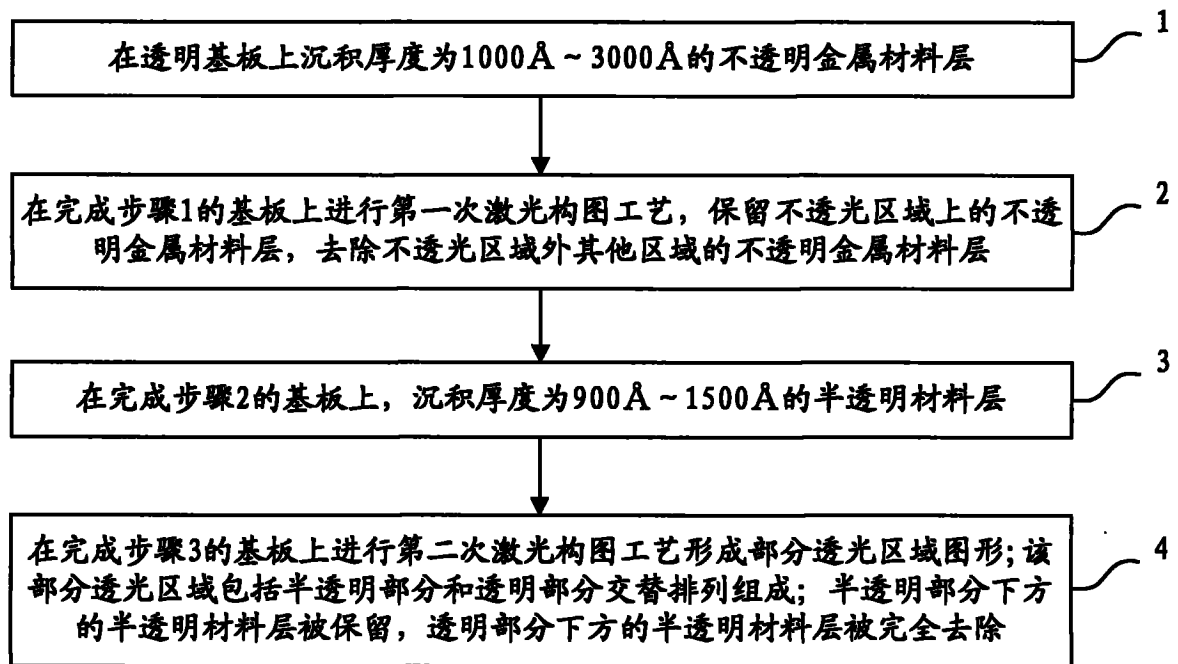 在透明基板上沉积厚度为1000Å~3000Å的不透明金属材料层
1
在完成步骤1的基板上进行第一次激光构图工艺，保留不透光区域上的不透
明金属材料层，去除不透光区域外其他区域的不透明金属材料层
2
在完成步骤2的基板上，沉积厚度为900Å~1500Å的半透明材料层
3
在完成步骤3的基板上进行第二次激光构图工艺形成部分透光区域图形；该
部分透光区域包括半透明部分和透明部分交替排列组成；半透明部分下方
的半透明材料层被保留，透明部分下方的半透明材料层被完全去除
4